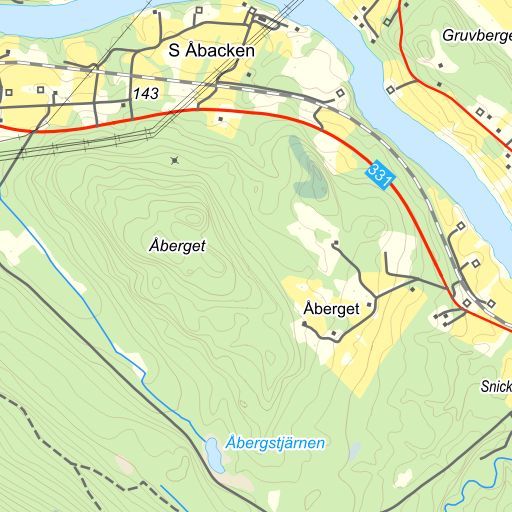 Gruvberge
S Åbacken
143
331
Åberget
Åberget
Snick
Åbergstjärnen